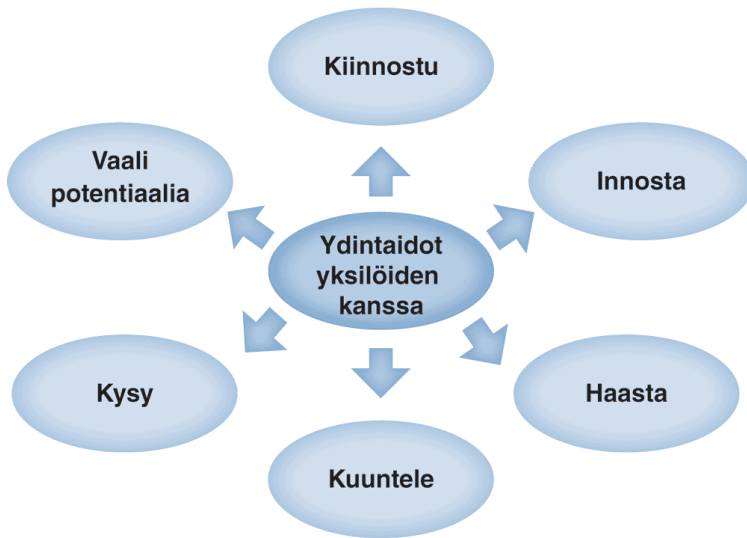 Kiinnostu
Vaali
potentiaalia
Innosta
Ydintaidot
yksilöiden
kanssa
Kysy
Haasta
Kuuntele